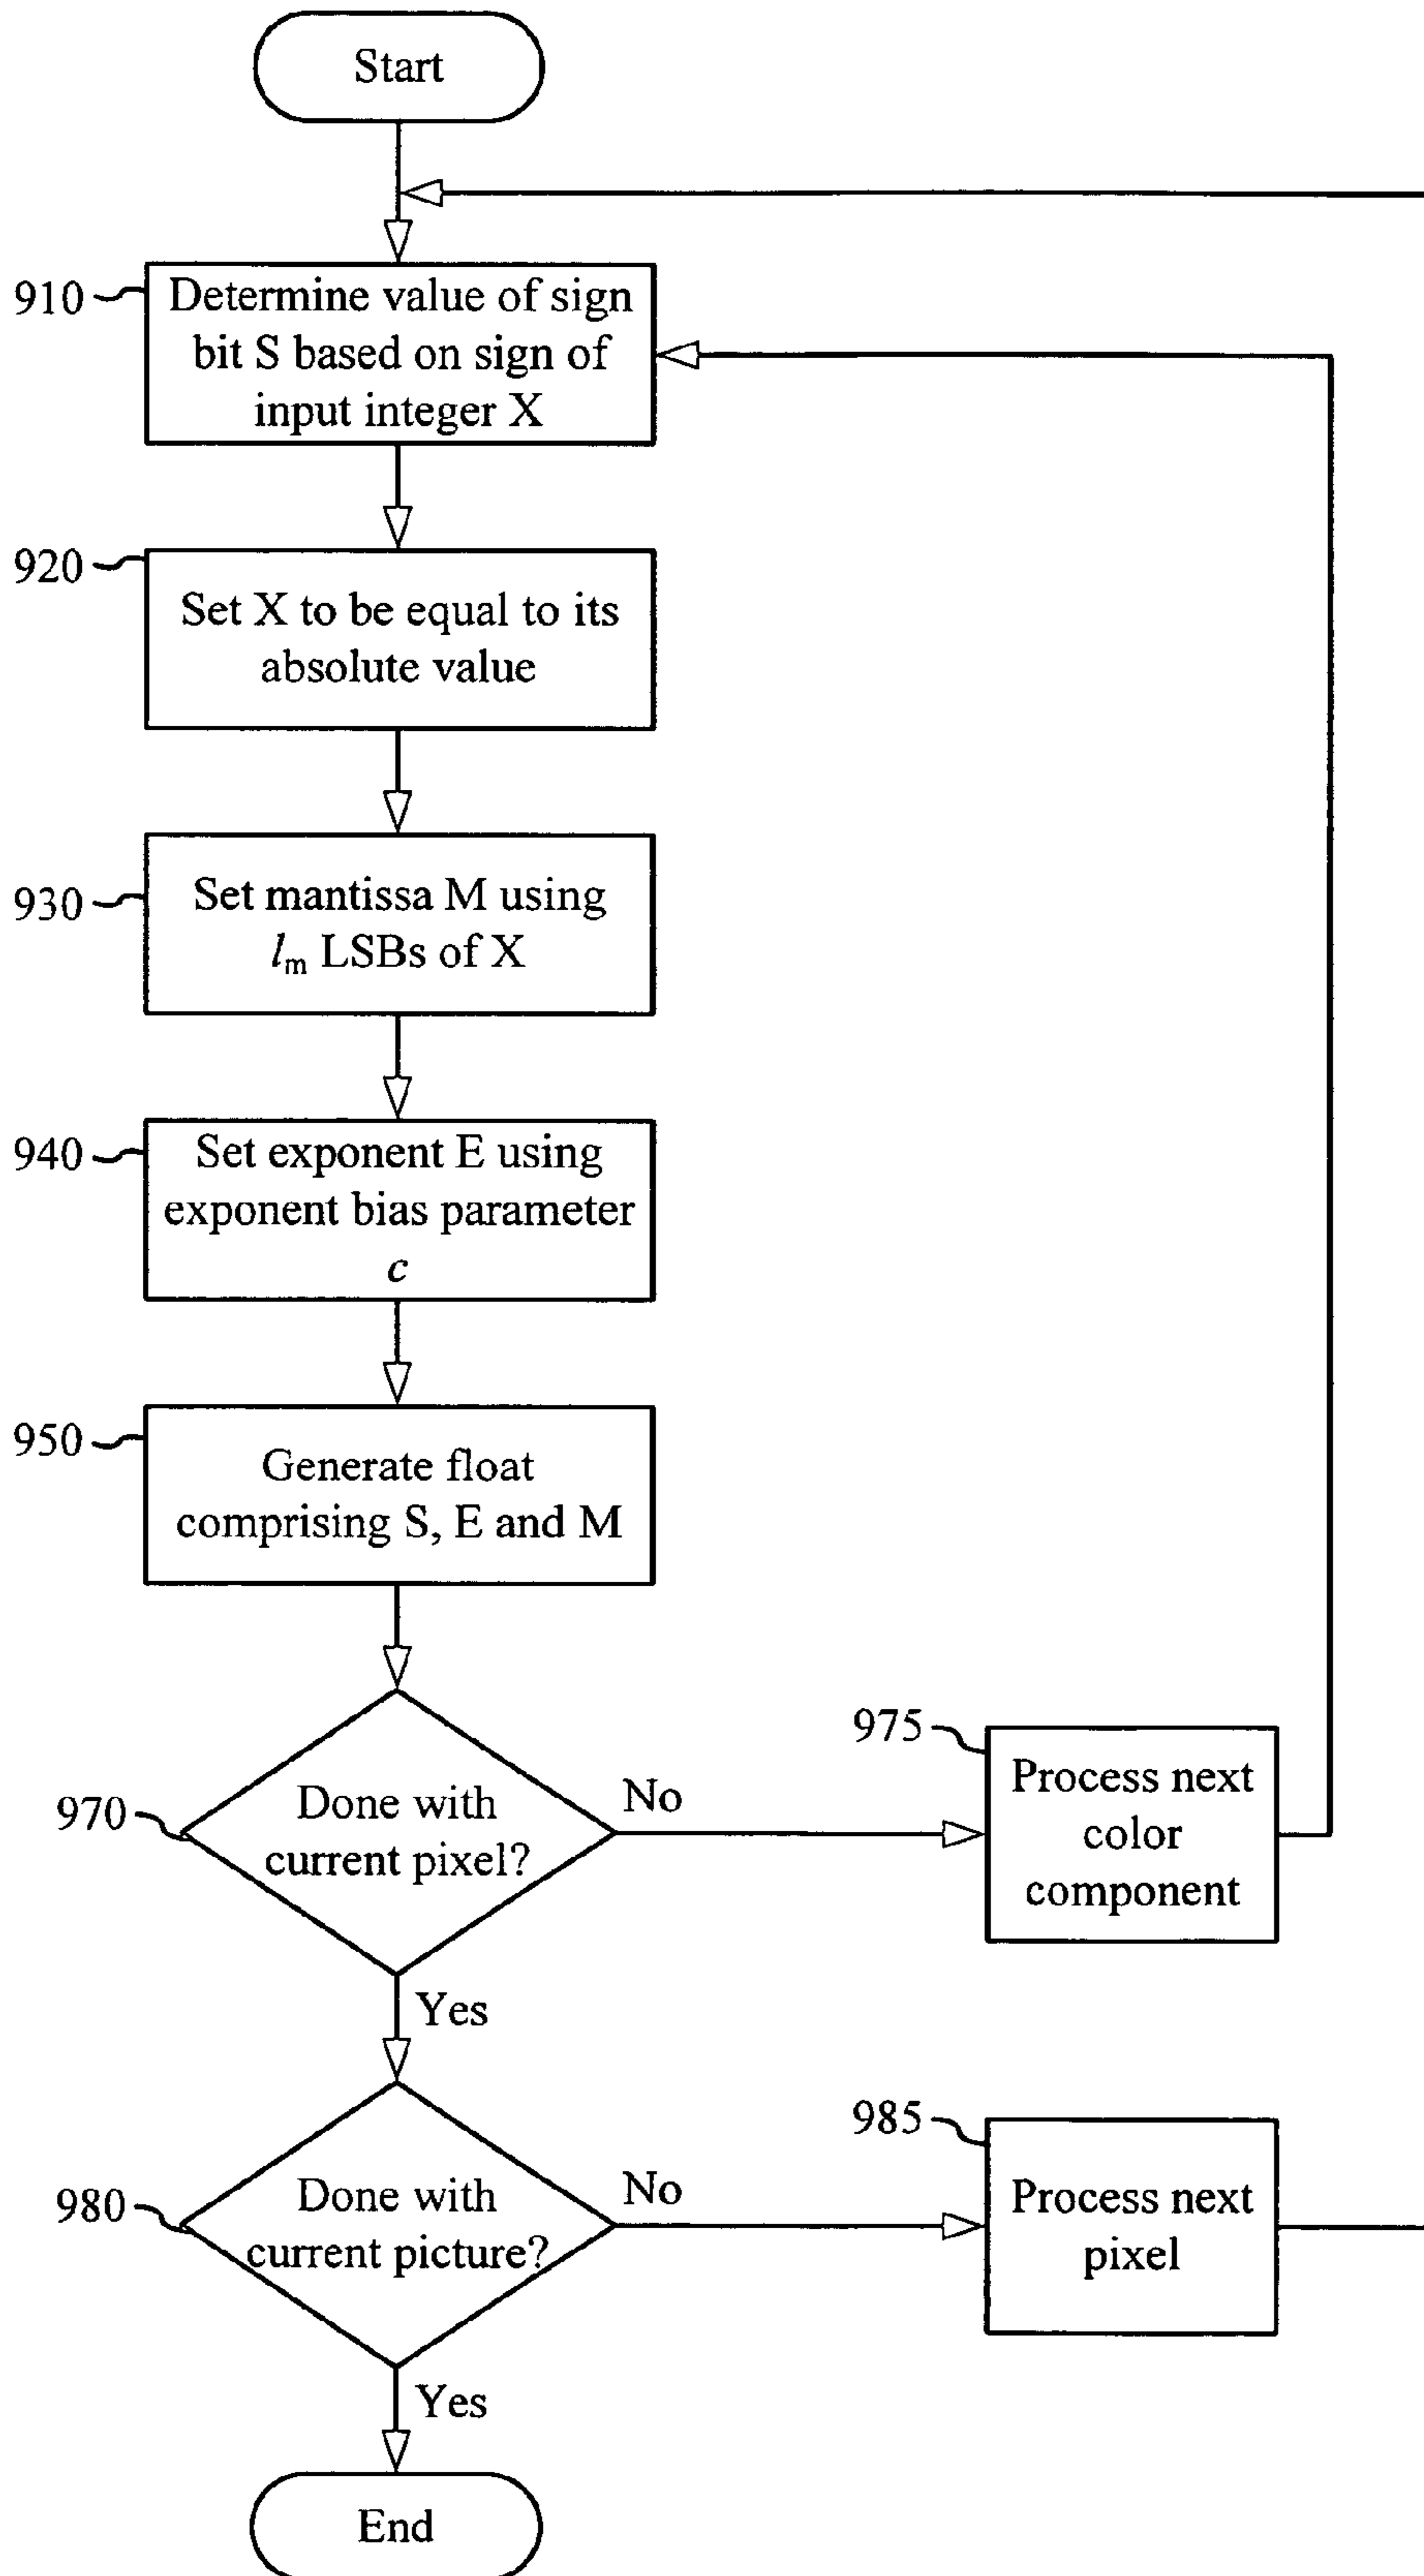 Start
910
Determine value of sign
bit S based on sign of
input integer X
920
Set X to be equal to its
absolute value
930
Set mantissa M using
lm LSBs of X
940
Set exponent E using
exponent bias parameter
c
950
Generate float
comprising S, E and M
970
Done with
current pixel?
No
975
Process next
color
component
Yes
980
Done with
current picture?
No
985
Process next
pixel
Yes
End